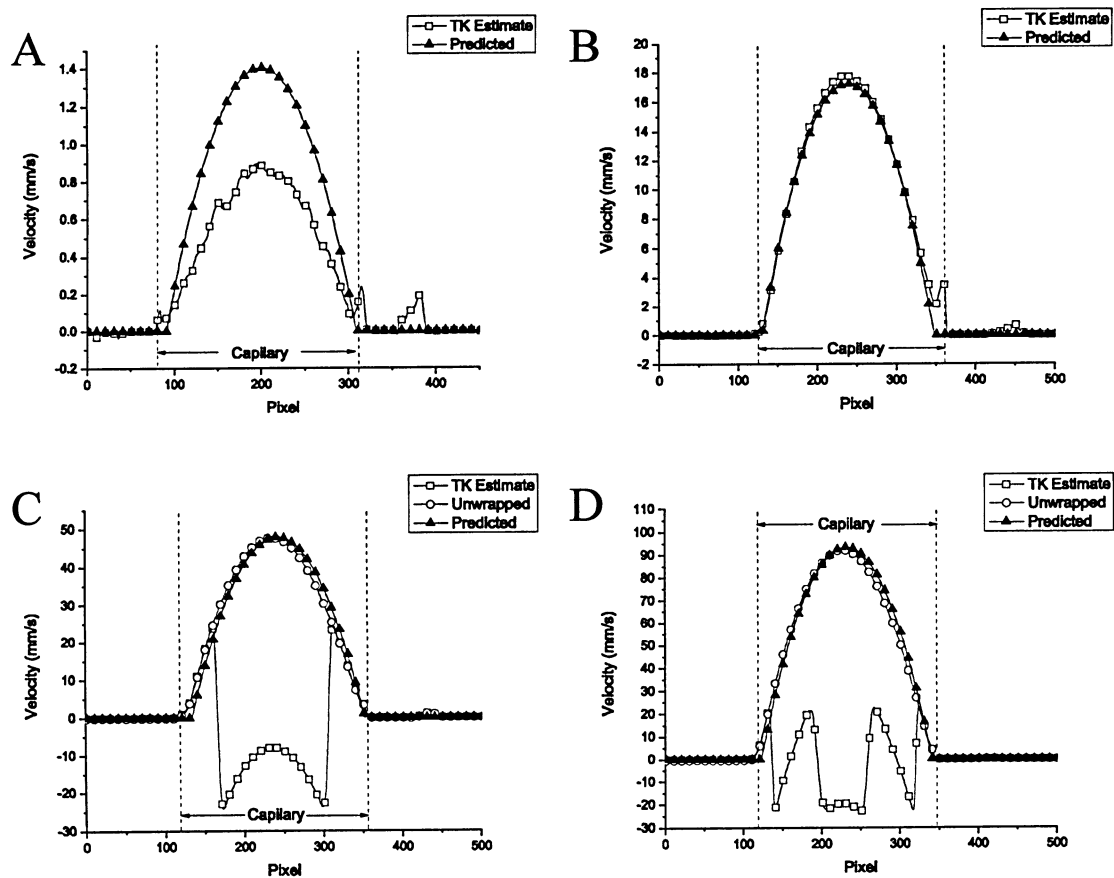 A
TK Estimate
Predicted
Velocity (mm/s)
1.4
1.2
1.0
0.8
0.6
0.4
0.2
0.0
-0.2
Capilary
0 100 200 300 400
Pixel
B
TK Estimate
Predicted
Velocity (mm/s)
20
18
16
14
12
10
8
6
4
2
0
-2
Capilary
0 100 200 300 400 500
Pixel
C
TK Estimate
Unwrapped
Predicted
Velocity (mm/s)
50
40
30
20
10
0
-10
-20
-30
Capilary
0 100 200 300 400 500
Pixel
D
TK Estimate
Unwrapped
Predicted
Velocity (mm/s)
110
100
90
80
70
60
50
40
30
20
10
0
-10
-20
-30
Capilary
0 100 200 300 400 500
Pixel